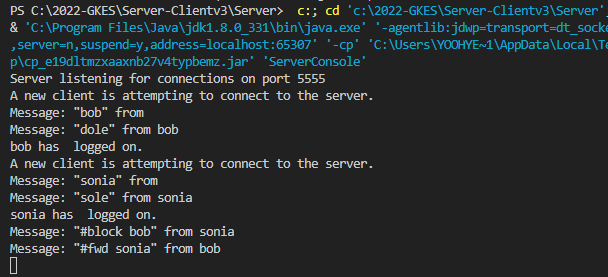 PS C:\2022-GKES\Server-Clientv3\Server>  c:; cd 'c:\2022-GKES\Server-Clientv3\Server';
& 'C:\Program Files\Java\jdk1.8.0_331\bin\java.exe' '-agentlib:jdwp=transport=dt_socke
,server=n,suspend=y,address=localhost:65307' '-cp' 'C:\Users\YOOHYE~1\AppData\Local\Te
p\cp_e19dltmzxaaxnb27v4typbemz.jar' 'ServerConsole'
Server listening for connections on port 5555
A new client is attempting to connect to the server.
Message: "bob" from
Message: "dole" from bob
bob has  logged on.
A new client is attempting to connect to the server.
Message: "sonia" from
Message: "sole" from sonia
sonia has  logged on.
Message: "#block bob" from sonia
Message: "#fwd sonia" from bob